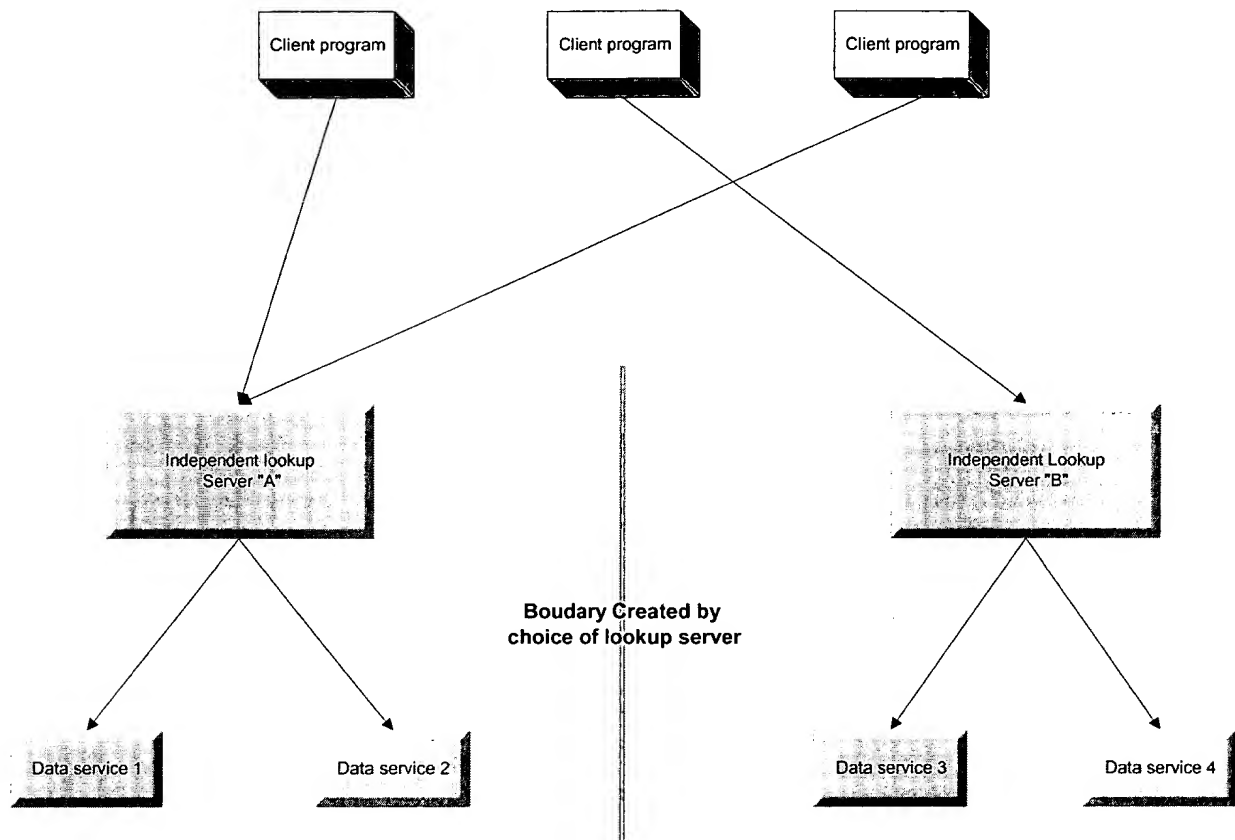 Client program
Client program
Client program
Independent lookup
Server "A"
Independent Lookup
Server "B"
Boudary Created by
choice of lookup server
Data service 1
Data service 2
Data service 3
Data service 4